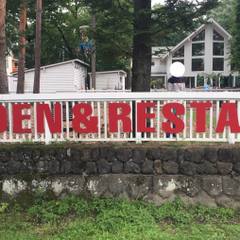 DEN & RESTA